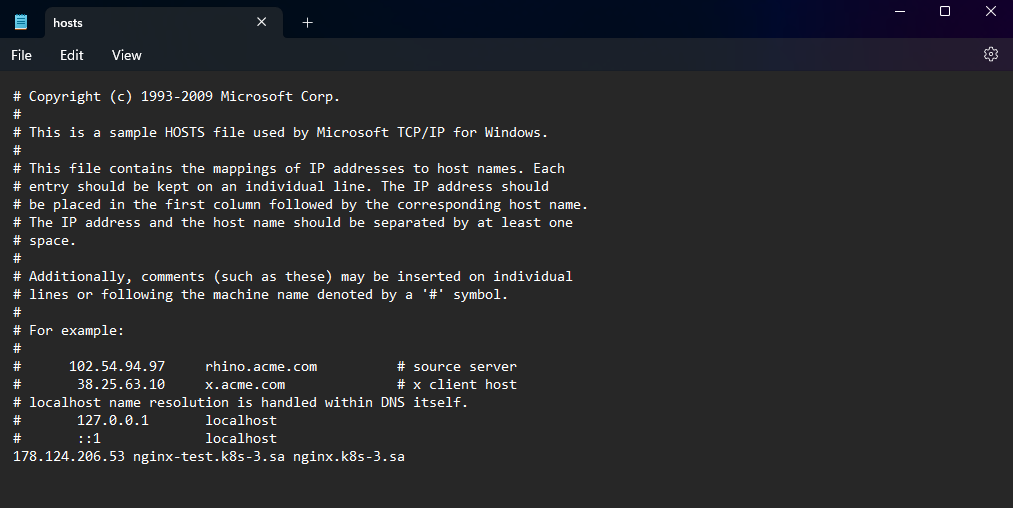 hosts
File Edit View
# Copyright (c) 1993-2009 Microsoft Corp.
#
# This is a sample HOSTS file used by Microsoft TCP/IP for Windows.
#
# This file contains the mappings of IP addresses to host names. Each
# entry should be kept on an individual line. The IP address should
# be placed in the first column followed by the corresponding host name.
# The IP address and the host name should be separated by at least one
# space.
#
# Additionally, comments (such as these) may be inserted on individual
# lines or following the machine name denoted by a '#' symbol.
#
# For example:
#
#      102.54.94.97     rhino.acme.com          # source server
#       38.25.63.10     x.acme.com              # x client host
# localhost name resolution is handled within DNS itself.
#       127.0.0.1       localhost
#       ::1             localhost
178.124.206.53 nginx-test.k8s-3.sa nginx.k8s-3.sa